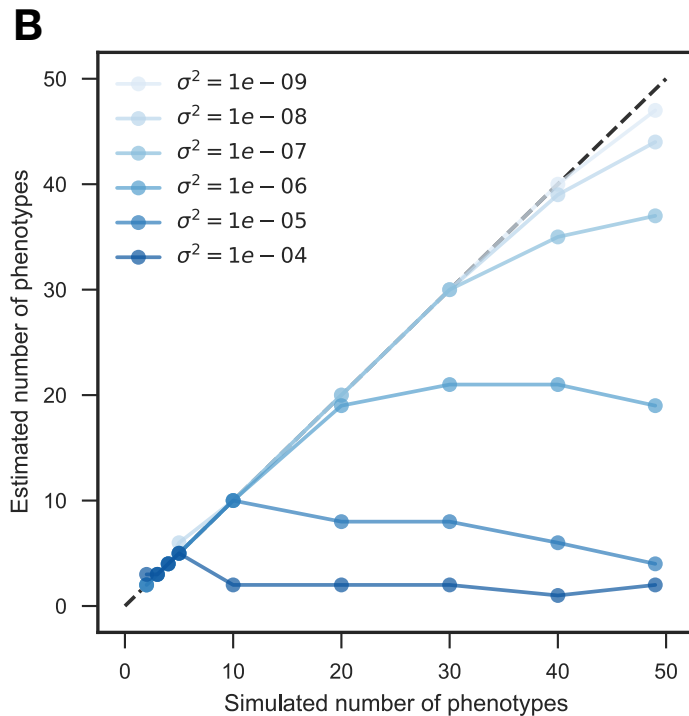 B
Estimated number of phenotypes
50
40
30
20
10
0
σ² = 1e − 09
σ² = 1e − 08
σ² = 1e − 07
σ² = 1e − 06
σ² = 1e − 05
σ² = 1e − 04
0 10 20 30 40 50
Simulated number of phenotypes